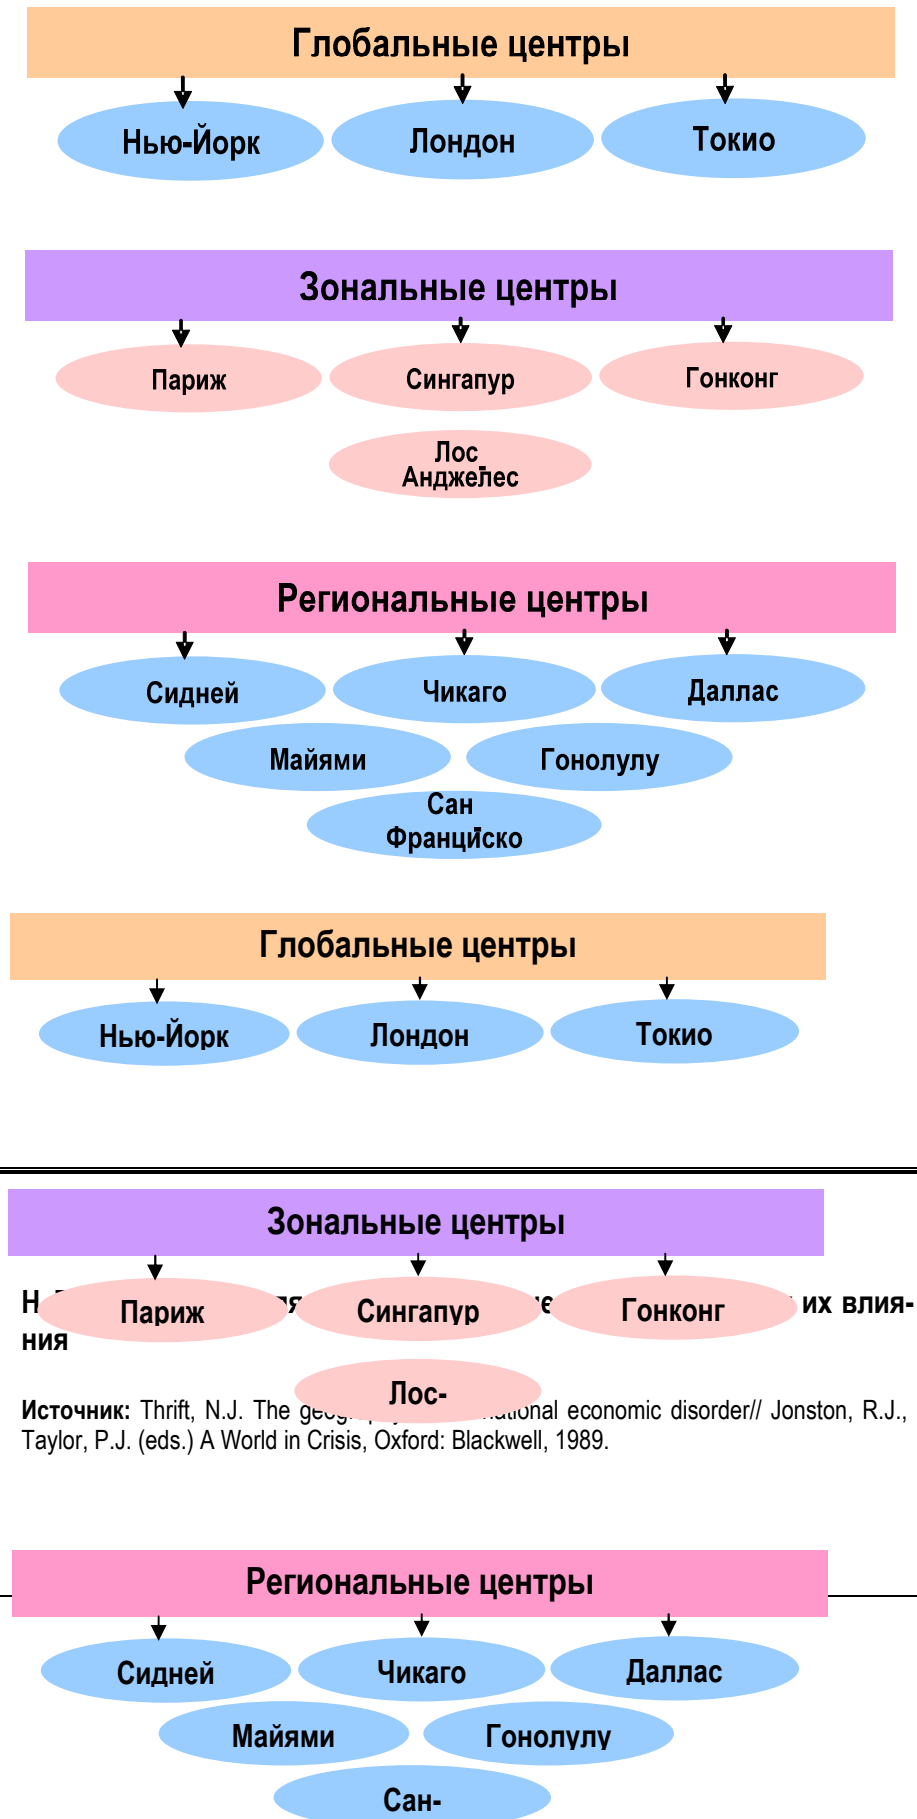 Глобальные центры
Нью-Йорк Лондон Токио
Зональные центры
Париж Сингапур Гонконг
Лос-
Анджелес
Региональные центры
Сидней Чикаго Даллас
Майями Гонолулу
Сан-
Франциско
Глобальные центры
Нью-Йорк Лондон Токио
Зональные центры
Париж Сингапур Гонконг
их влия-
ния
Лос-
Источник: Thrift, N.J. The economic disorder// Jonston, R.J.,
Taylor, P.J. (eds.) A World in Crisis, Oxford: Blackwell, 1989.
Региональные центры
Сидней Чикаго Даллас
Майями Гонолулу
Сан-